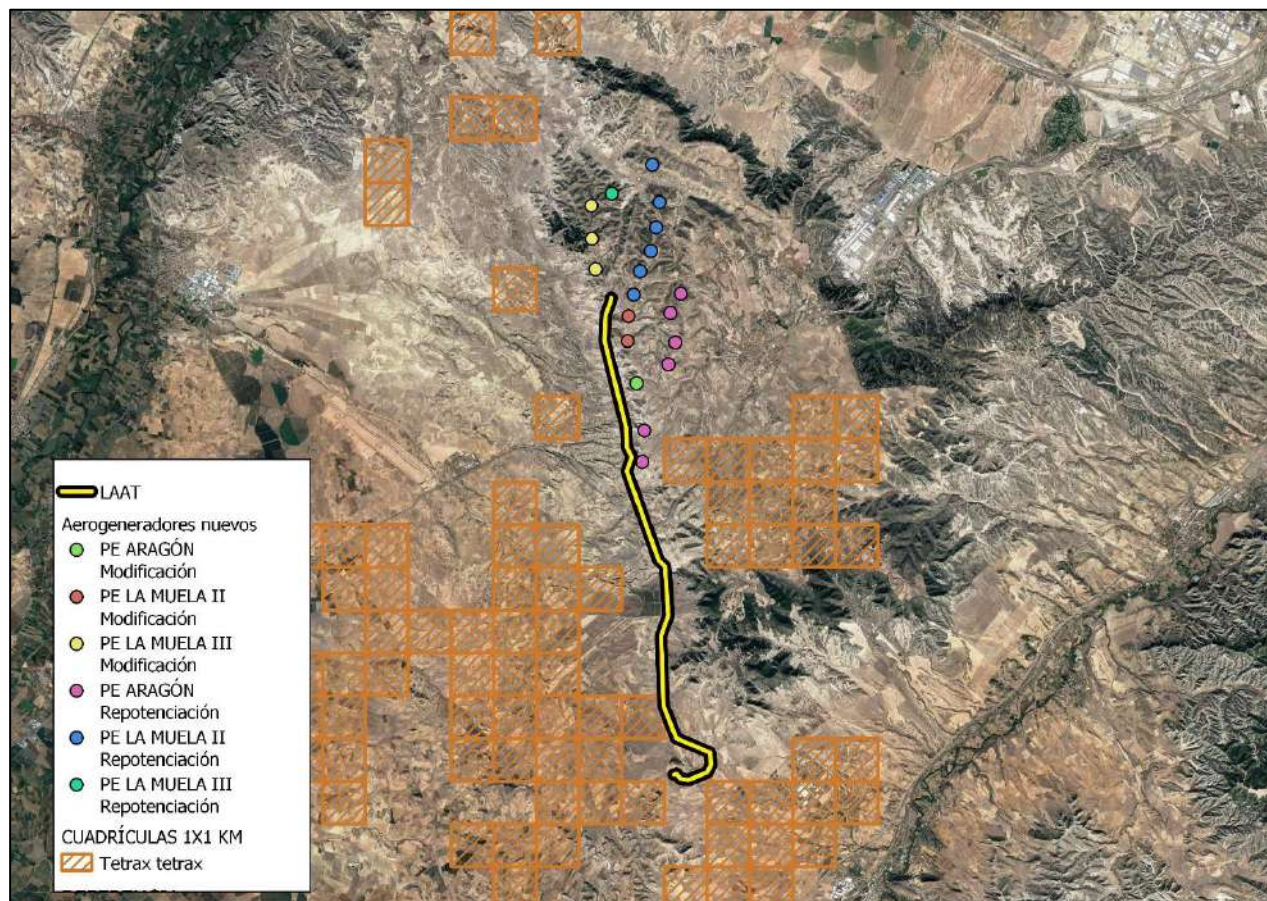 LAAT
Aerogeneradores nuevos
PE ARAGÓN
Modificación
PE LA MUELA II
Modificación
PE LA MUELA III
Modificación
PE ARAGÓN
Repotenciación
PE LA MUELA II
Repotenciación
PE LA MUELA III
Repotenciación
CUADRÍCULAS 1X1 KM
Tetrax tetrax